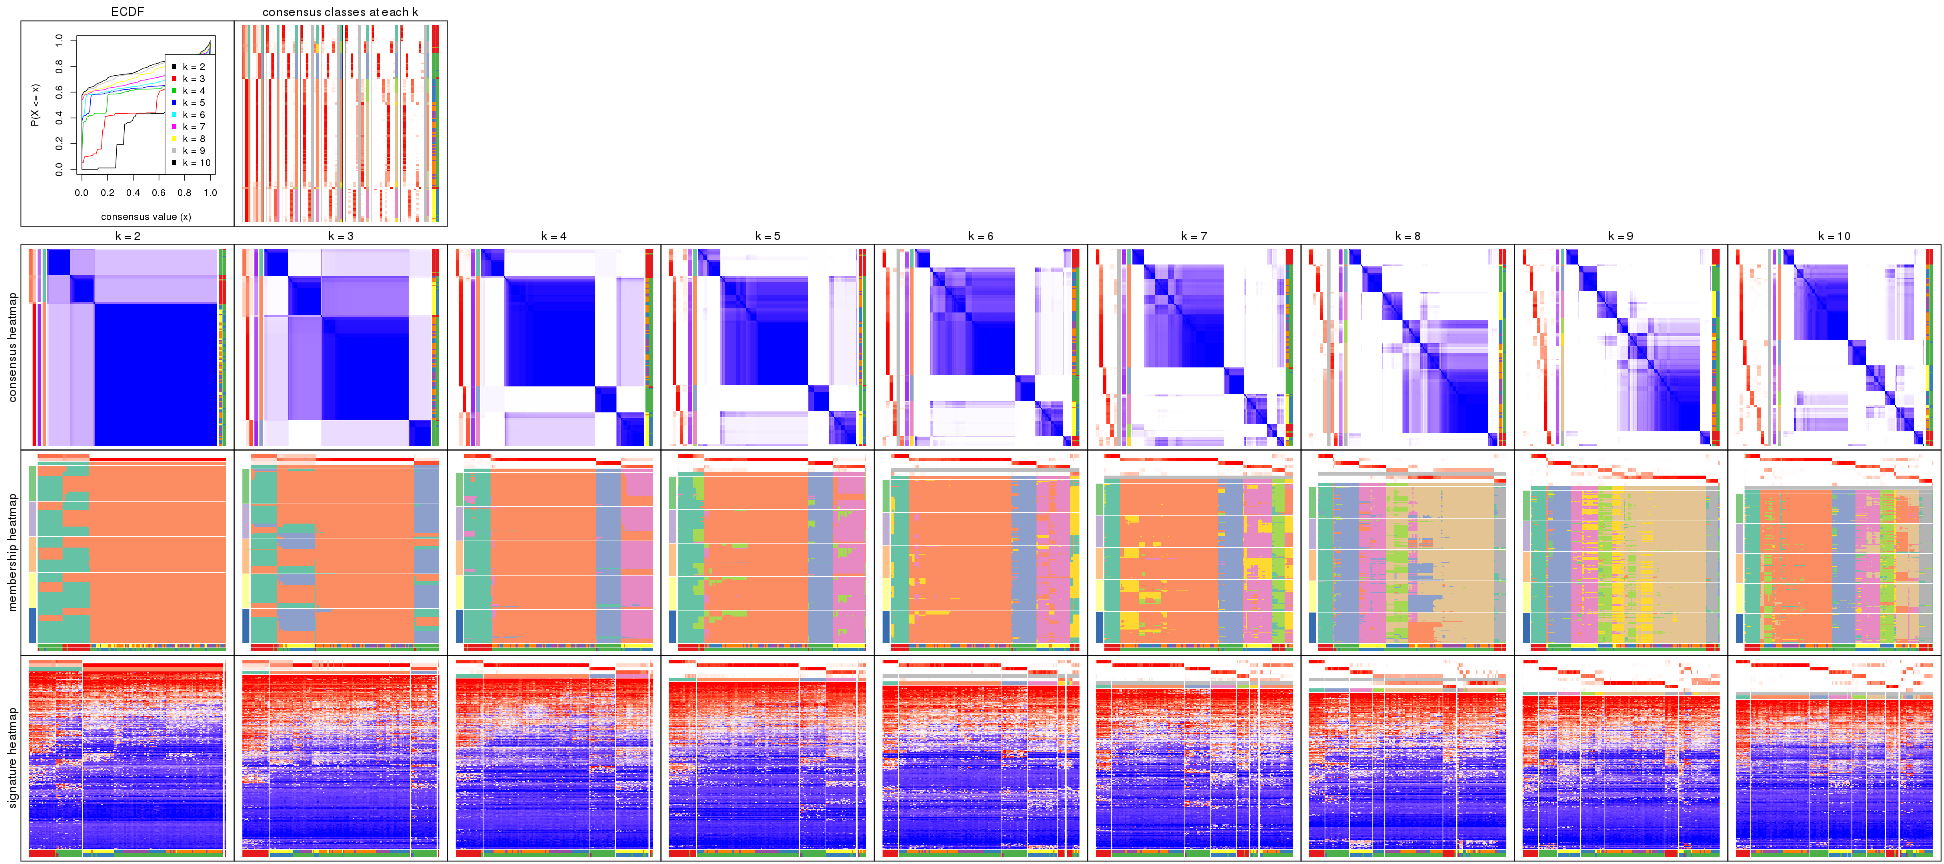 ECDF
consensus classes at each k
P(X <= x)
0.0 0.2 0.4 0.6 0.8 1.0
k = 2
k = 3
k = 4
k = 5
k = 6
k = 7
k = 8
k = 9
k = 10
0.0 0.2 0.4 0.6 0.8 1.0
consensus value (x)
k = 2 k = 3 k = 4 k = 5 k = 6 k = 7 k = 8 k = 9 k = 10
consensus heatmap
membership heatmap
signature heatmap